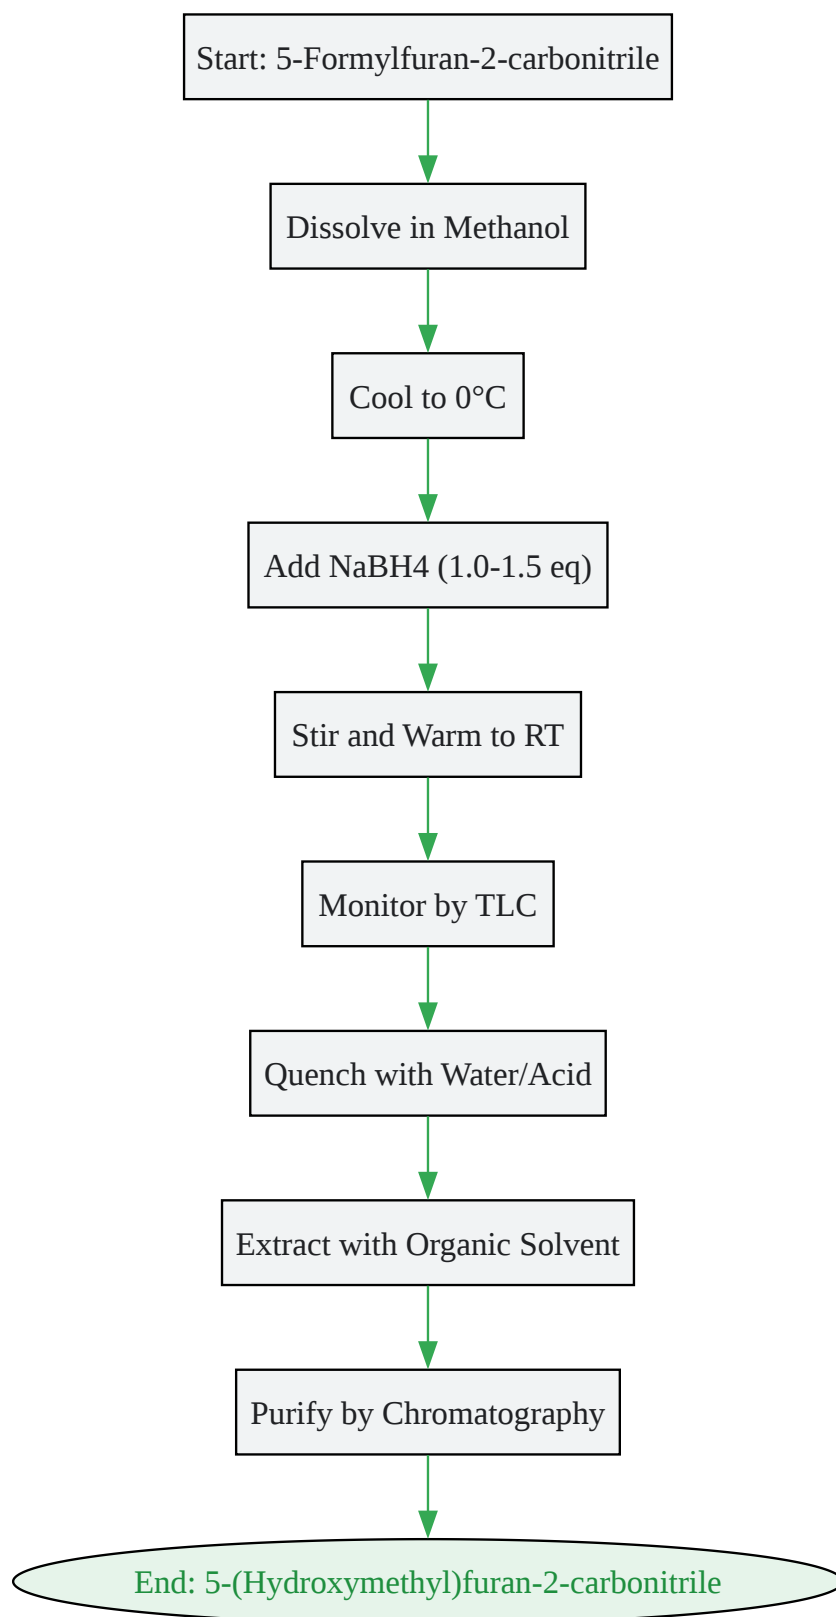 Start: 5-Formylfuran-2-carbonitrile
Dissolve in Methanol
Cool to 0°C
Add NaBH4 (1.0-1.5 eq)
Stir and Warm to RT
Monitor by TLC
Quench with Water/Acid
Extract with Organic Solvent
Purify by Chromatography
End: 5-(Hydroxymethyl)furan-2-carbonitrile